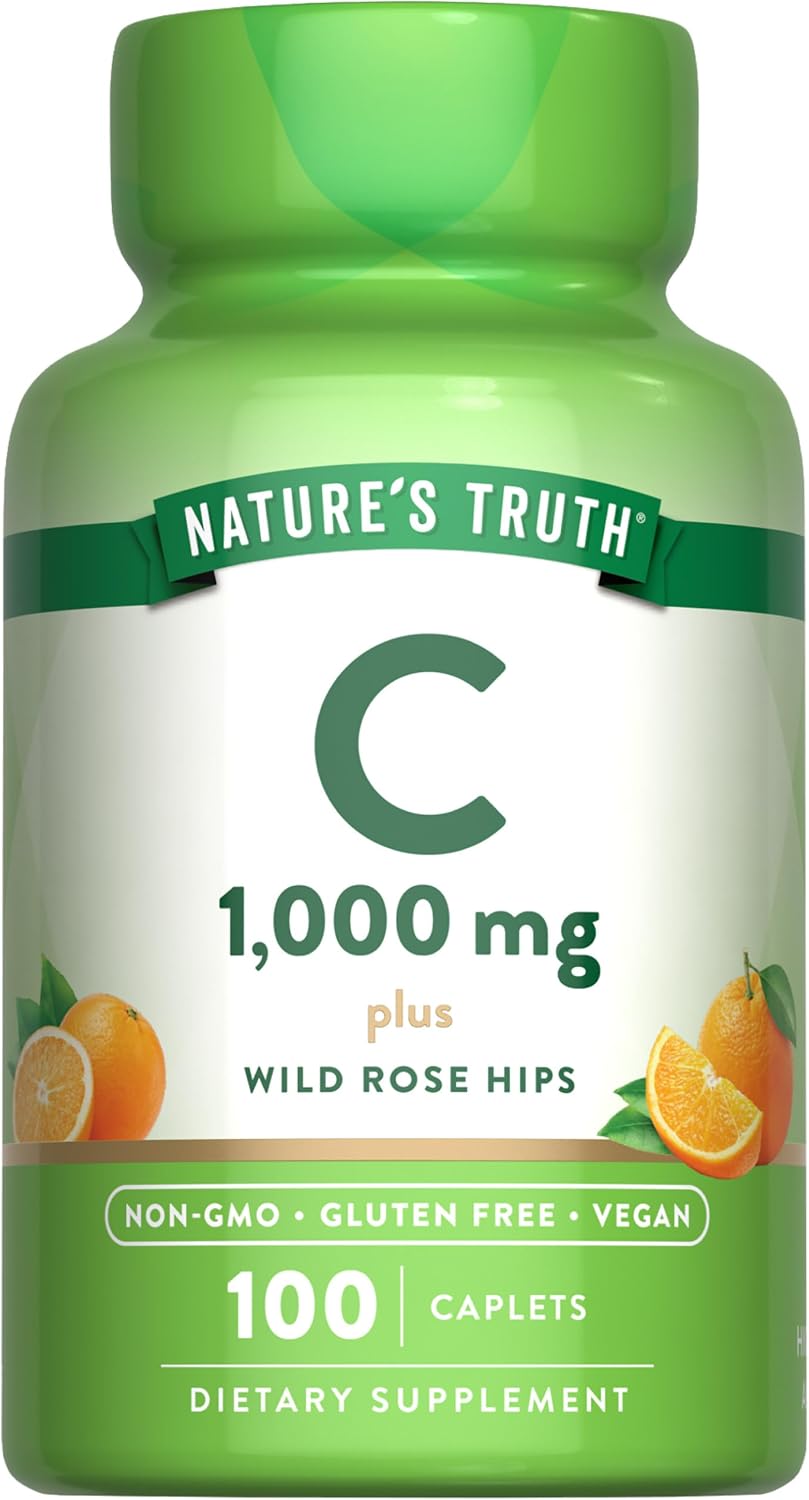 NATURE'S TRUTH®
C
1,000 mg
plus
WILD ROSE HIPS
NON-GMO • GLUTEN FREE • VEGAN
100 | CAPLETS
DIETARY SUPPLEMENT